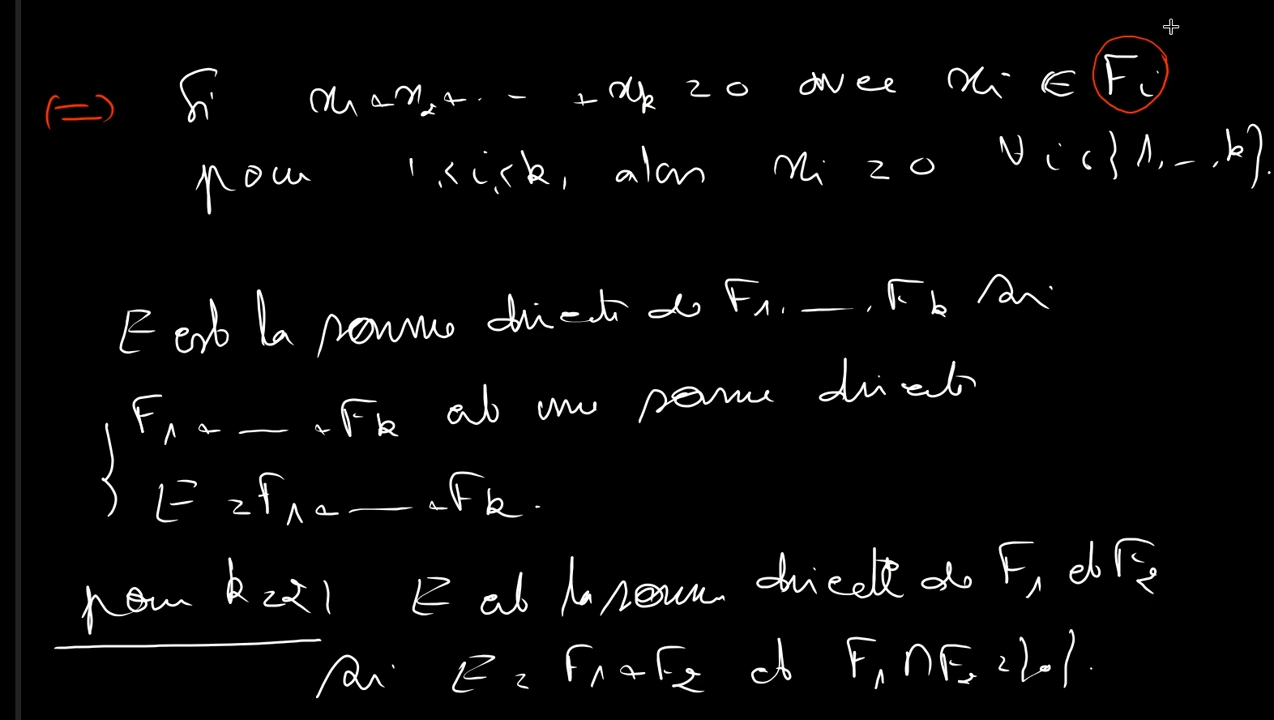 (=) Si x₁ + x₂ + ... + xₖ = 0 avec xᵢ ∈ Fᵢ
pour 1 ≤ i ≤ k, alors xᵢ = 0 ∀ i ∈ {1, ..., k}.
E est la somme directe de F₁, ..., Fₖ si
{ F₁ + ... + Fₖ est une somme directe
E = F₁ + ... + Fₖ.
pour k = 2, E est la somme directe de F₁ et F₂
si E = F₁ + F₂ et F₁ ∩ F₂ = {0}.